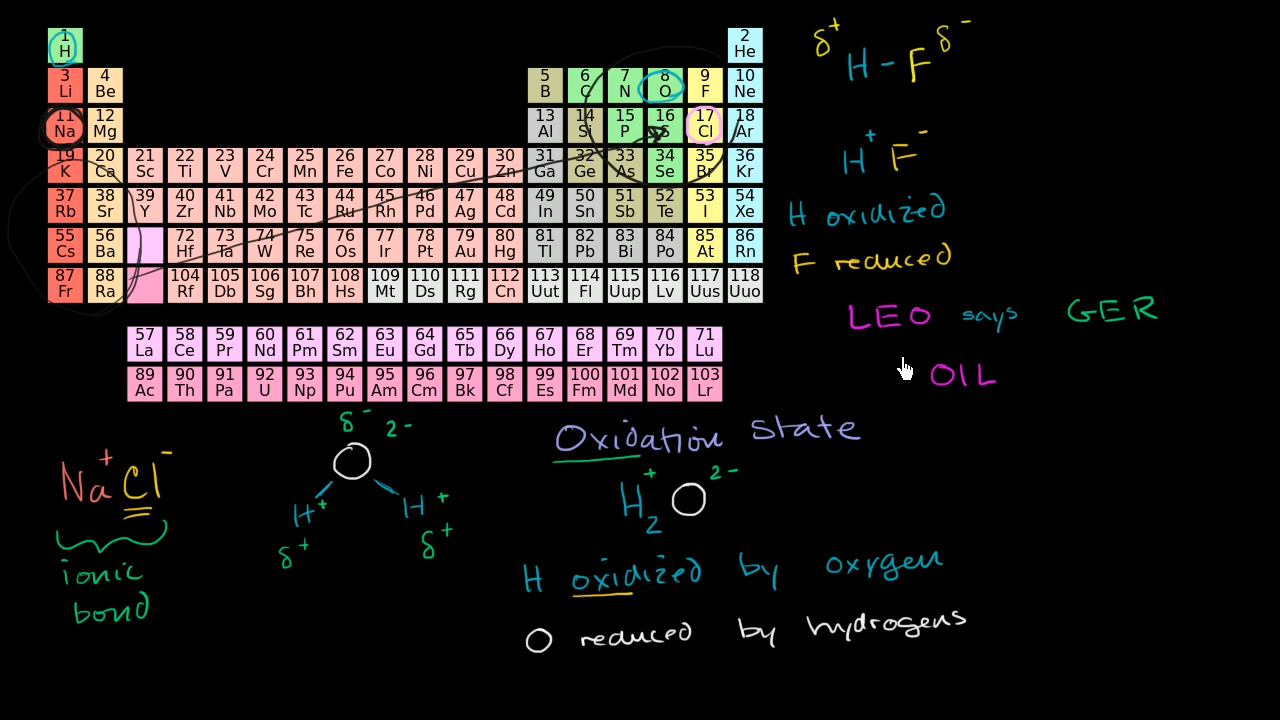 1 2
H He
3 4 5 6 7 8 9 10
Li Be B C N O F Ne
11 12 13 14 15 16 17 18
Na Mg Al Si P S Cl Ar
19 20 21 22 23 24 25 26 27 28 29 30 31 32 33 34 35 36
K Ca Sc Ti V Cr Mn Fe Co Ni Cu Zn Ga Ge As Se Br Kr
37 38 39 40 41 42 43 44 45 46 47 48 49 50 51 52 53 54
Rb Sr Y Zr Nb Mo Tc Ru Rh Pd Ag Cd In Sn Sb Te I Xe
55 56 72 73 74 75 76 77 78 79 80 81 82 83 84 85 86
Cs Ba Hf Ta W Re Os Ir Pt Au Hg Tl Pb Bi Po At Rn
87 88 104 105 106 107 108 109 110 111 112 113 114 115 116 117 118
Fr Ra Rf Db Sg Bh Hs Mt Ds Rg Cn Uut Fl Uup Lv Uus Uuo
57 58 59 60 61 62 63 64 65 66 67 68 69 70 71
La Ce Pr Nd Pm Sm Eu Gd Tb Dy Ho Er Tm Yb Lu
89 90 91 92 93 94 95 96 97 98 99 100 101 102 103
Ac Th Pa U Np Pu Am Cm Bk Cf Es Fm Md No Lr
δ+ δ-
H - F
H+ F-
H oxidized
F reduced
LEO says GER
OIL
Na+ Cl-
ionic
bond
δ- 2-
O
H+ H+
δ+ δ+
Oxidation State
H2+ O2-
H oxidized by oxygen
O reduced by hydrogens